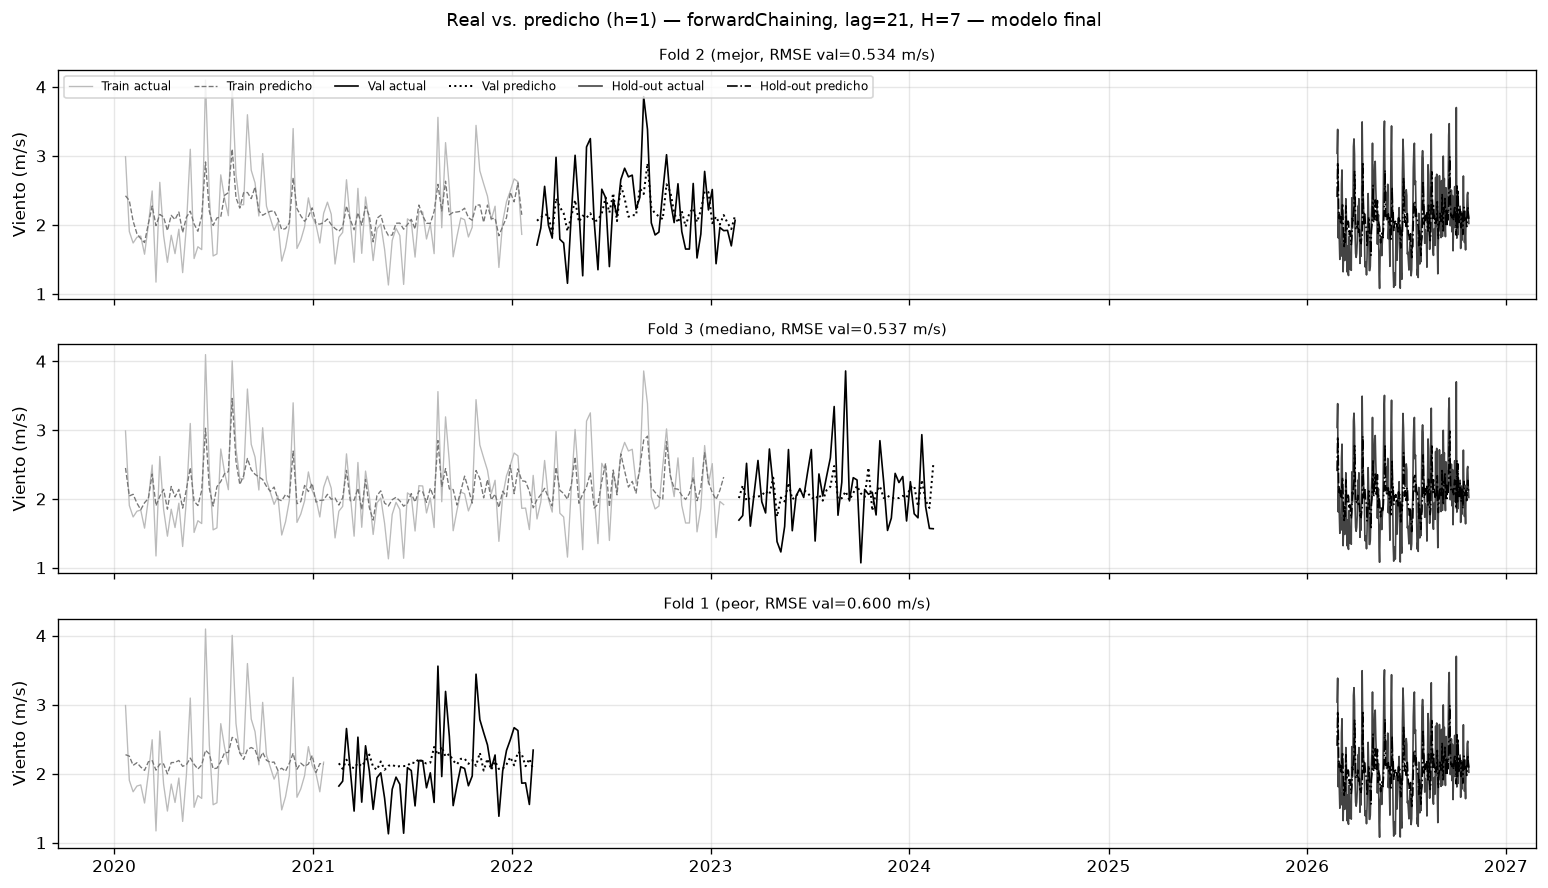 Real vs. predicho (h=1) — forwardChaining, lag=21, H=7 — modelo final
Fold 2 (mejor, RMSE val=0.534 m/s)
Train actual Train predicho Val actual Val predicho Hold-out actual Hold-out predicho
Viento (m/s)
4
3
2
1
Fold 3 (mediano, RMSE val=0.537 m/s)
Viento (m/s)
4
3
2
1
Fold 1 (peor, RMSE val=0.600 m/s)
Viento (m/s)
4
3
2
1
2020 2021 2022 2023 2024 2025 2026 2027